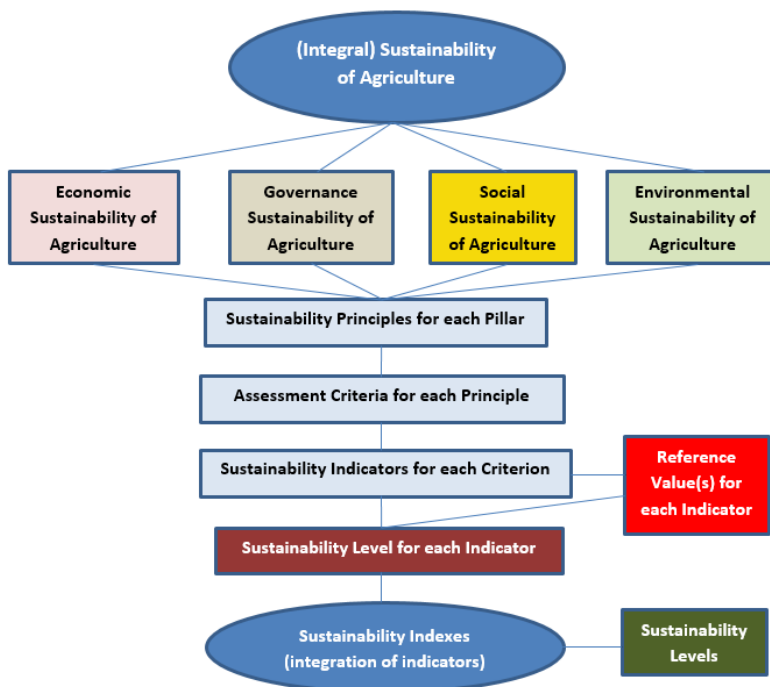 (Integral) Sustainability
of Agriculture
Economic
Sustainability of
Agriculture
Governance
Sustainability of
Agriculture
Social
Sustainability
of Agriculture
Environmental
Sustainability of
Agriculture
Sustainability Principles for each Pillar
Assessment Criteria for each Principle
Sustainability Indicators for each Criterion
Reference
Value(s) for
each Indicator
Sustainability Level for each Indicator
Sustainability Indexes
(integration of indicators)
Sustainability
Levels